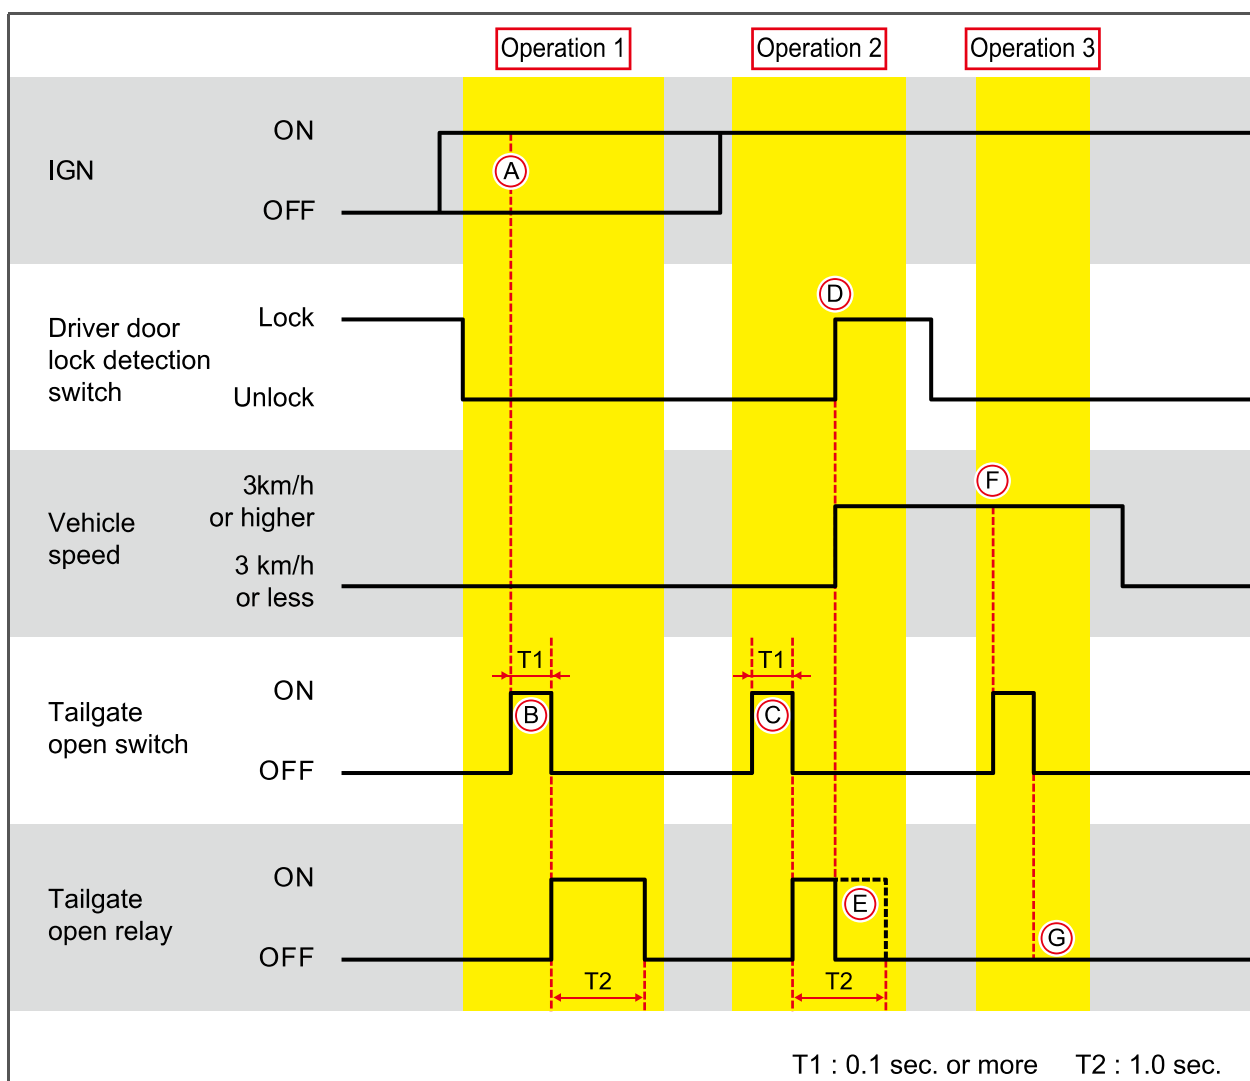 Operation 1
Operation 2
Operation 3
IGN
ON
OFF
A
Driver door
lock detection
switch
Lock
Unlock
D
Vehicle
speed
3km/h
or higher
3 km/h
or less
F
Tailgate
open switch
ON
OFF
T1
B
T1
C
Tailgate
open relay
ON
OFF
T2
E
T2
G
T1 : 0.1 sec. or more
T2 : 1.0 sec.